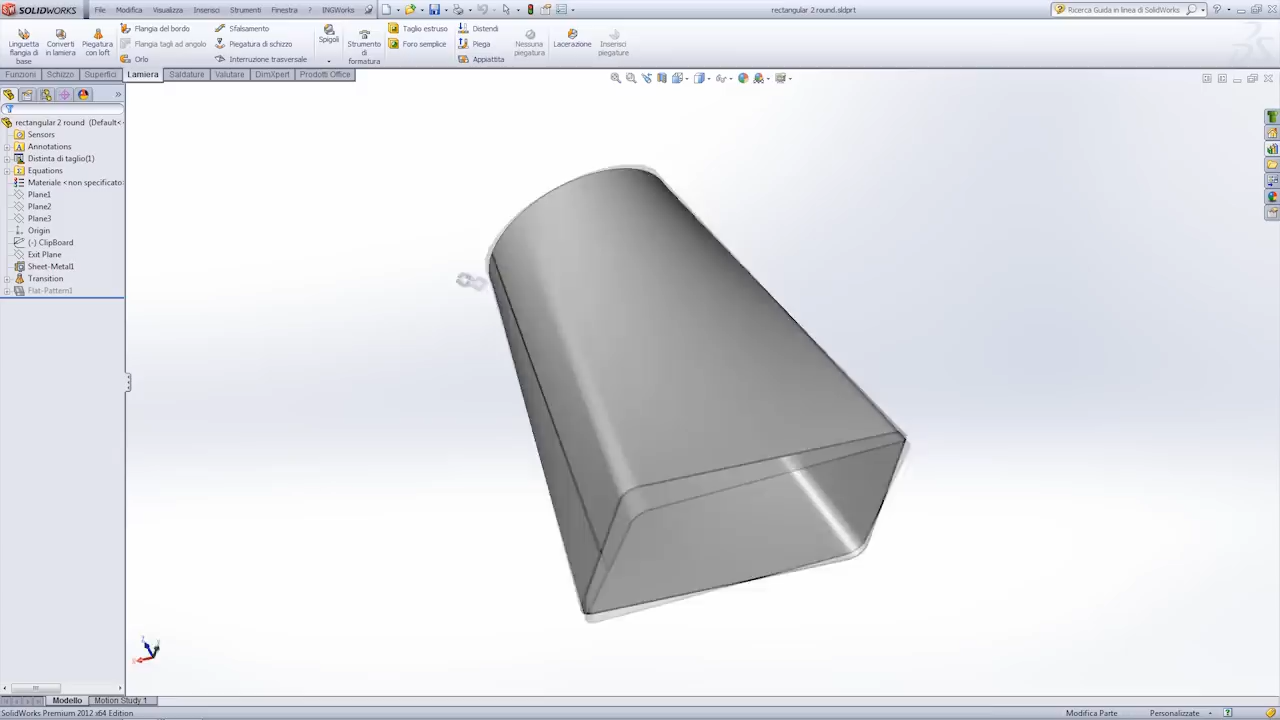 SOLIDWORKS File Modifica Visualizza Inserisci Strumenti Finestra ? INGWorks rectangular 2 round.sldprt Ricerca Guida in linea di SolidWorks
Linguetta flangia di base
Converti in lamiera
Piegatura con loft
Flangia del bordo
Flangia tagli ad angolo
Orlo
Sfalsamento
Piegatura di schizzo
Interruzione trasversale
Spigoli
Strumento di formatura
Taglio estruso
Foro semplice
Distendi
Piega
Appiattita
Nessuna piegatura
Lacerazione
Inserisci piegature
Funzioni Schizzo Superfici Lamiera Saldature Valutare DimXpert Prodotti Office
rectangular 2 round (Default<
Sensors
Annotations
Distinta di taglio(1)
Equations
Materiale <non specificato
Plane1
Plane2
Plane3
Origin
(-) ClipBoard
Exit Plane
Sheet-Metal1
Transition
Flat-Pattern1
Modello Motion Study 1
SolidWorks Premium 2012 x64 Edition Modifica Parte Personalizzate